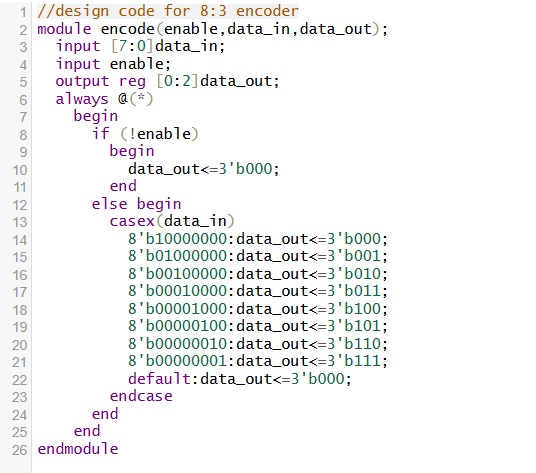 1 //design code for 8:3 encoder
2 module encode(enable,data_in,data_out);
3 input [7:0]data_in;
4 input enable;
5 output reg [0:2]data_out;
6 always @(*)
7 begin
8 if (!enable)
9 begin
10 data_out<=3'b000;
11 end
12 else begin
13 casex(data_in)
14 8'b10000000:data_out<=3'b000;
15 8'b01000000:data_out<=3'b001;
16 8'b00100000:data_out<=3'b010;
17 8'b00010000:data_out<=3'b011;
18 8'b00001000:data_out<=3'b100;
19 8'b00000100:data_out<=3'b101;
20 8'b00000010:data_out<=3'b110;
21 8'b00000001:data_out<=3'b111;
22 default:data_out<=3'b000;
23 endcase
24 end
25 end
26 endmodule